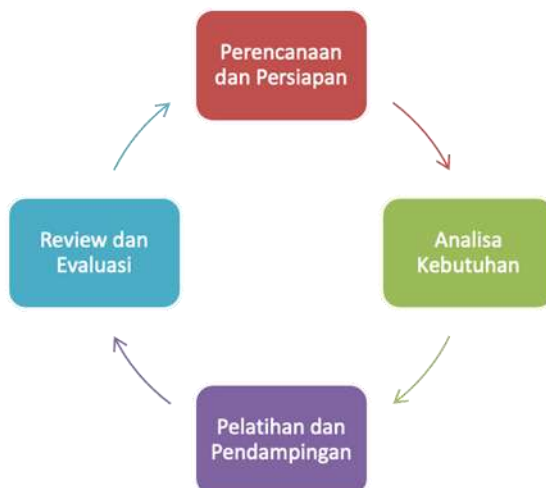 Perencanaan
dan Persiapan
Analisa
Kebutuhan
Pelatihan dan
Pendampingan
Review dan
Evaluasi